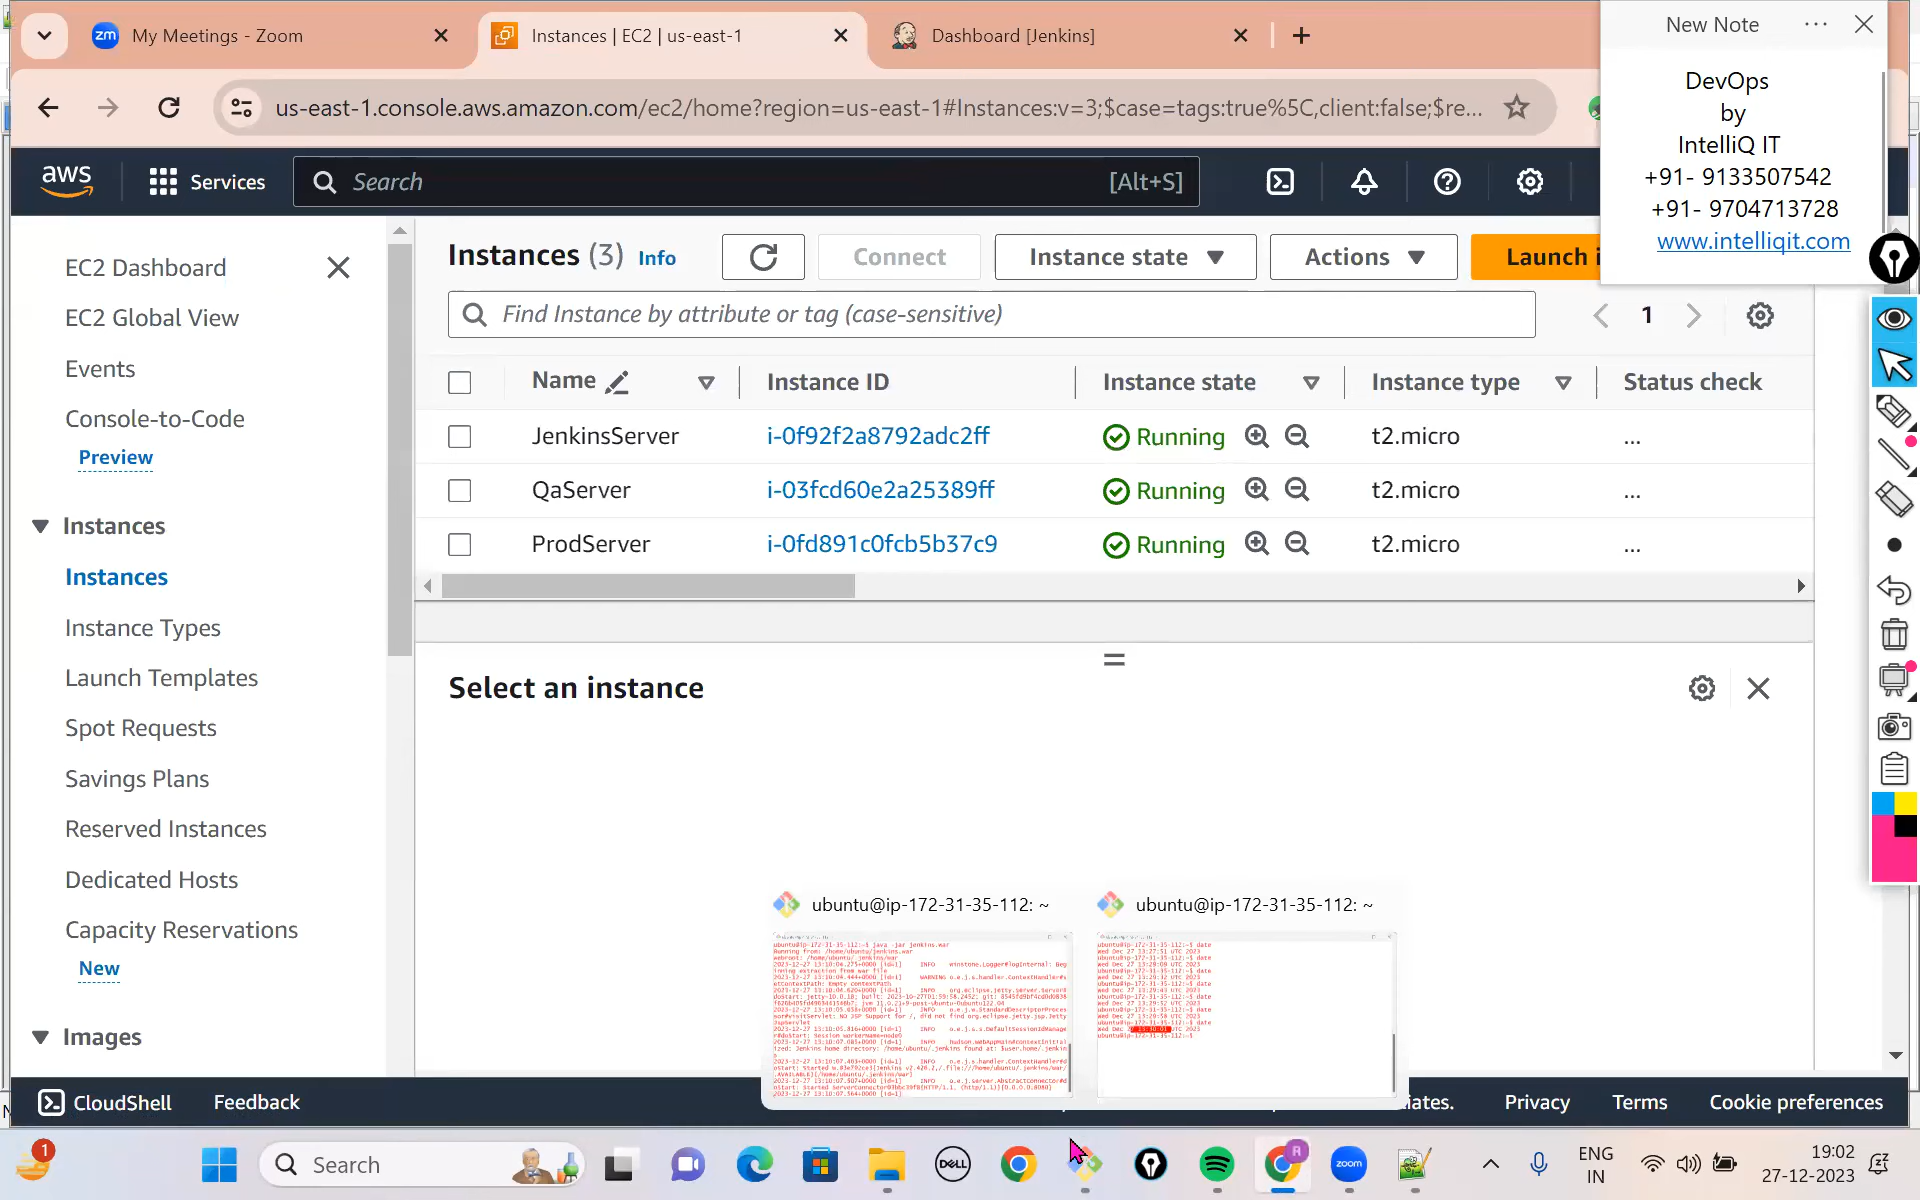 My Meetings - Zoom
Instances | EC2 | us-east-1
Dashboard [Jenkins]
us-east-1.console.aws.amazon.com/ec2/home?region=us-east-1#Instances:v=3;$case=tags:true%5C,client:false;$re...
New Note
DevOps
by
IntelliQ IT
+91- 9133507542
+91- 9704713728
www.intelliqit.com
aws
Services
Search
[Alt+S]
EC2 Dashboard
EC2 Global View
Events
Console-to-Code
Preview
Instances
Instances
Instance Types
Launch Templates
Spot Requests
Savings Plans
Reserved Instances
Dedicated Hosts
Capacity Reservations
New
Images
Instances (3) Info
Connect
Instance state
Actions
Launch i
Find Instance by attribute or tag (case-sensitive)
1
Name Instance ID Instance state Instance type Status check
JenkinsServer i-0f92f2a8792adc2ff Running t2.micro ...
QaServer i-03fcd60e2a25389ff Running t2.micro ...
ProdServer i-0fd891c0fcb5b37c9 Running t2.micro ...
Select an instance
ubuntu@ip-172-31-35-112: ~
ubuntu@ip-172-31-35-112: ~
CloudShell
Feedback
iates.
Privacy
Terms
Cookie preferences
1
Search
DELL
zoom
R
ENG
IN
19:02
27-12-2023